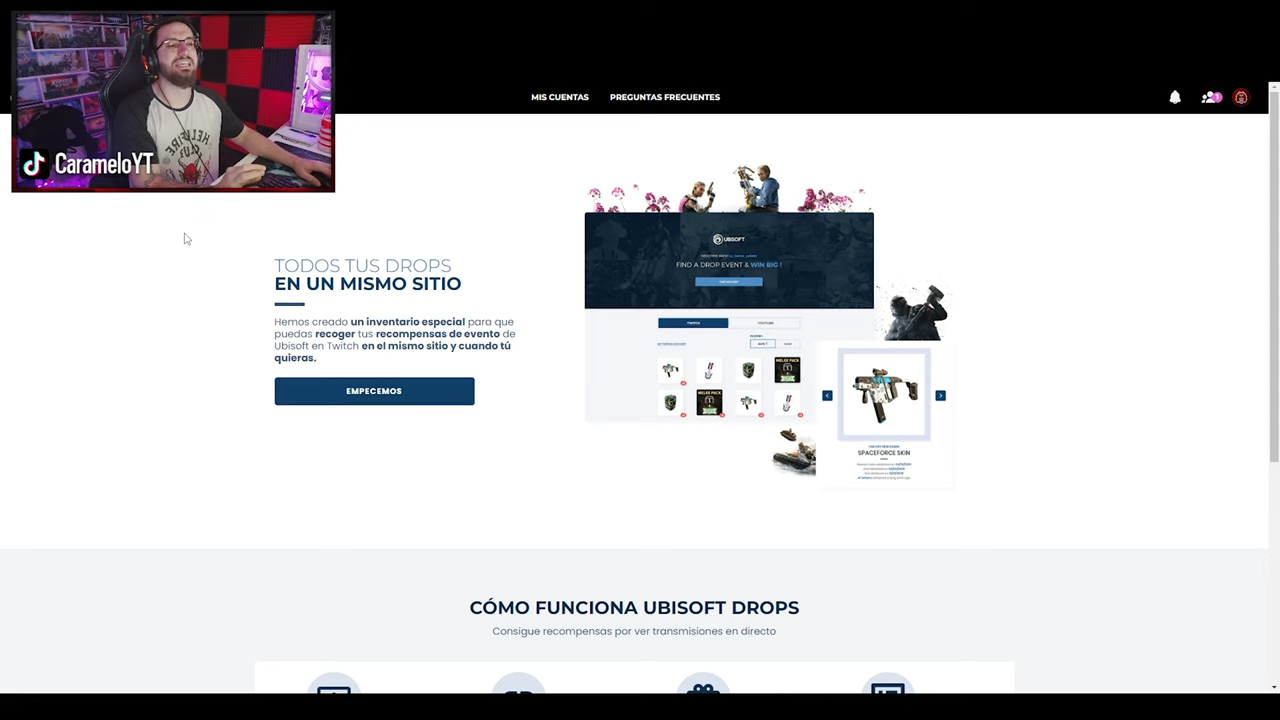 CarameloYT
MIS CUENTAS
PREGUNTAS FRECUENTES
1
TODOS TUS DROPS
EN UN MISMO SITIO
Hemos creado un inventario especial para que
puedas recoger tus recompensas de evento de
Ubisoft en Twitch en el mismo sitio y cuando tú
quieras.
EMPECEMOS
UBISOFT
FIND A DROP EVENT & WIN BIG !
TWITCH
YOUTUBE
MELEE PACK
MELEE PACK
SPACEFORCE SKIN
CÓMO FUNCIONA UBISOFT DROPS
Consigue recompensas por ver transmisiones en directo